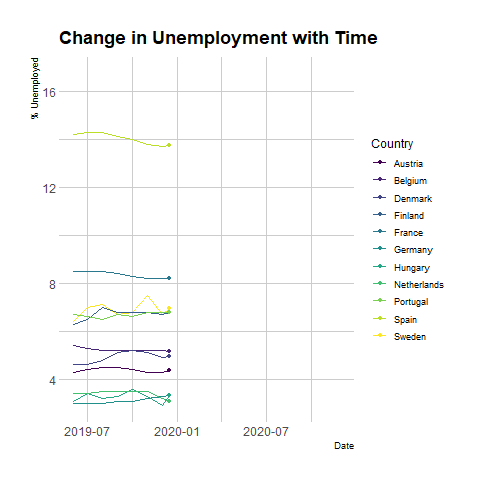 Change in Unemployment with Time
% Unemployed
16
12
8
4
2019-07
2020-01
2020-07
Date
Country
Austria
Belgium
Denmark
Finland
France
Germany
Hungary
Netherlands
Portugal
Spain
Sweden